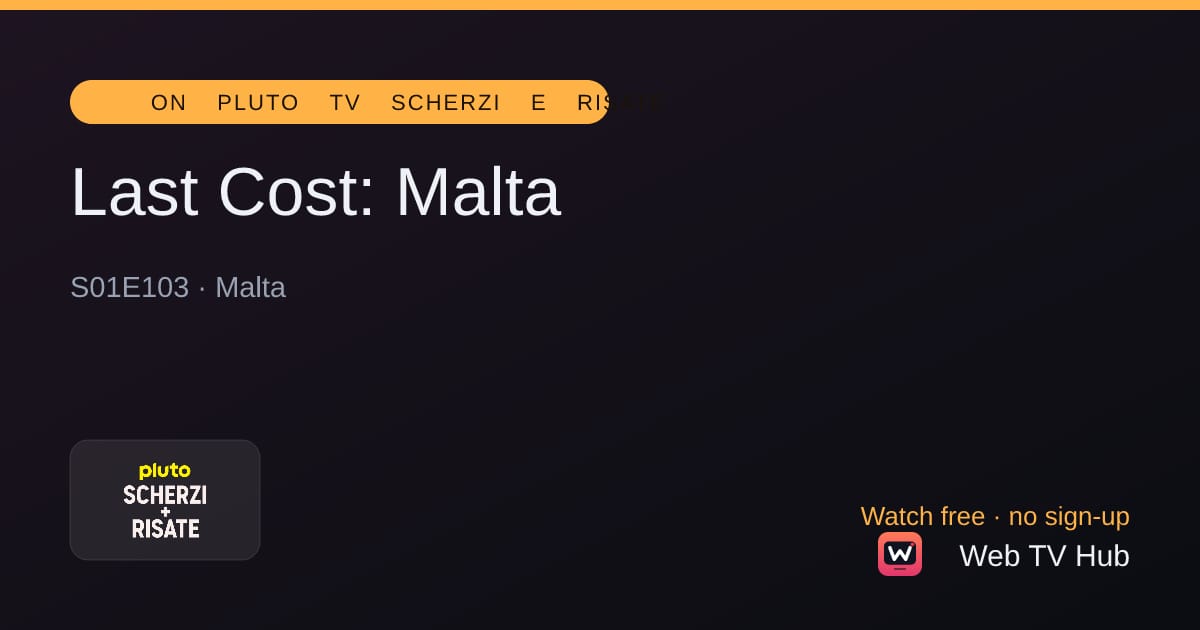 ON PLUTO TV SCHERZI E RISATE
Last Cost: Malta
S01E103 · Malta
pluto
SCHERZI
+
RISATE
Watch free · no sign-up
W
Web TV Hub